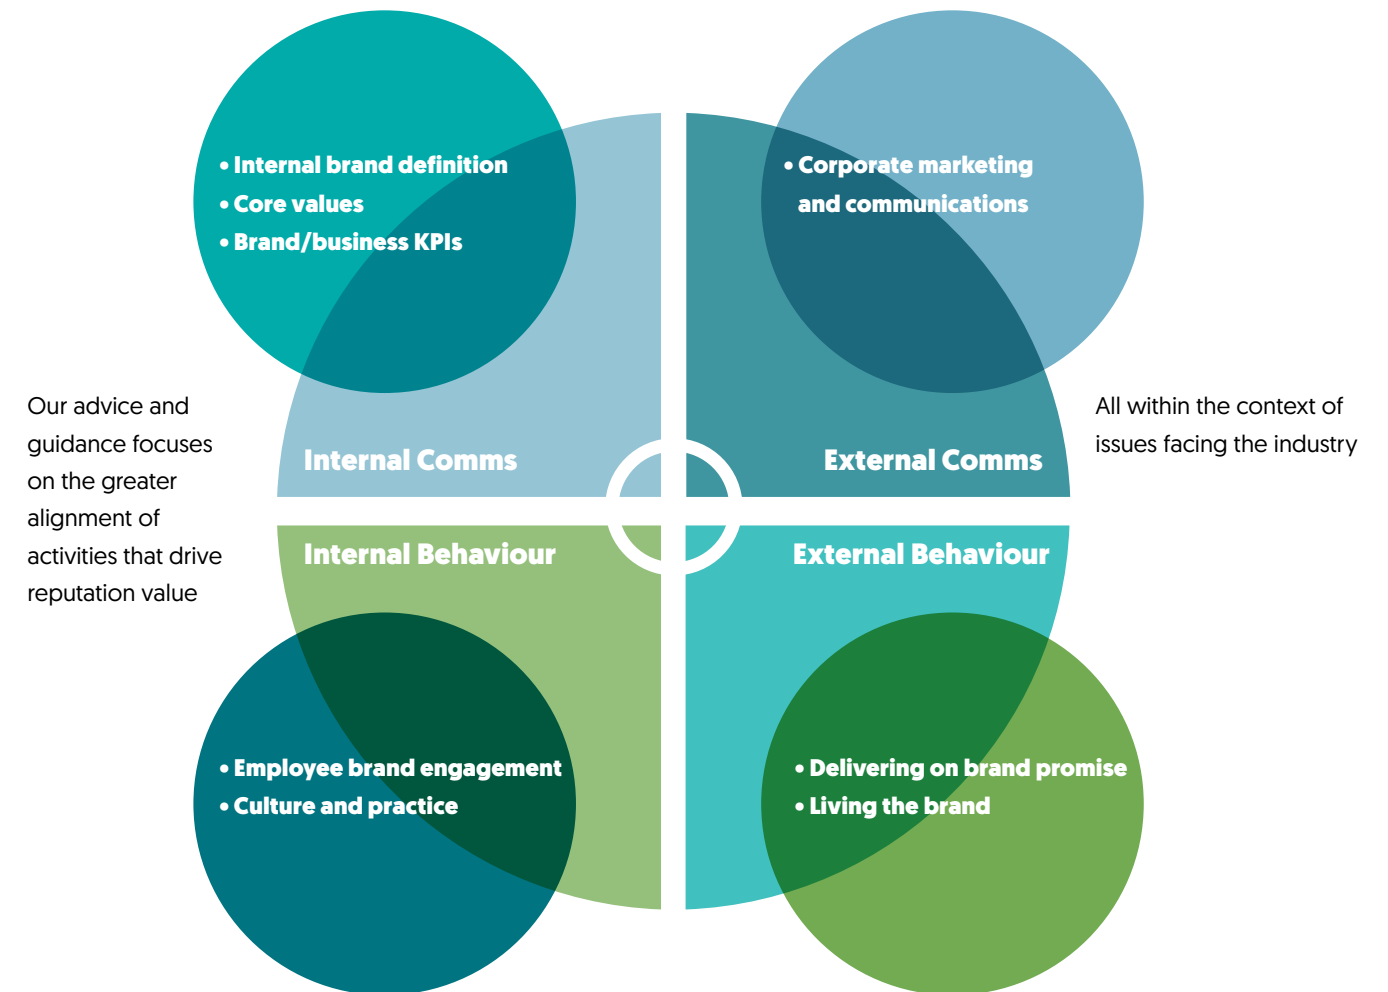 • Internal brand definition
• Core values
• Brand/business KPIs
• Corporate marketing
and communications
Our advice and
guidance focuses
on the greater
alignment of
activities that drive
reputation value
All within the context of
issues facing the industry
Internal Comms
External Comms
Internal Behaviour
External Behaviour
• Employee brand engagement
• Culture and practice
• Delivering on brand promise
• Living the brand